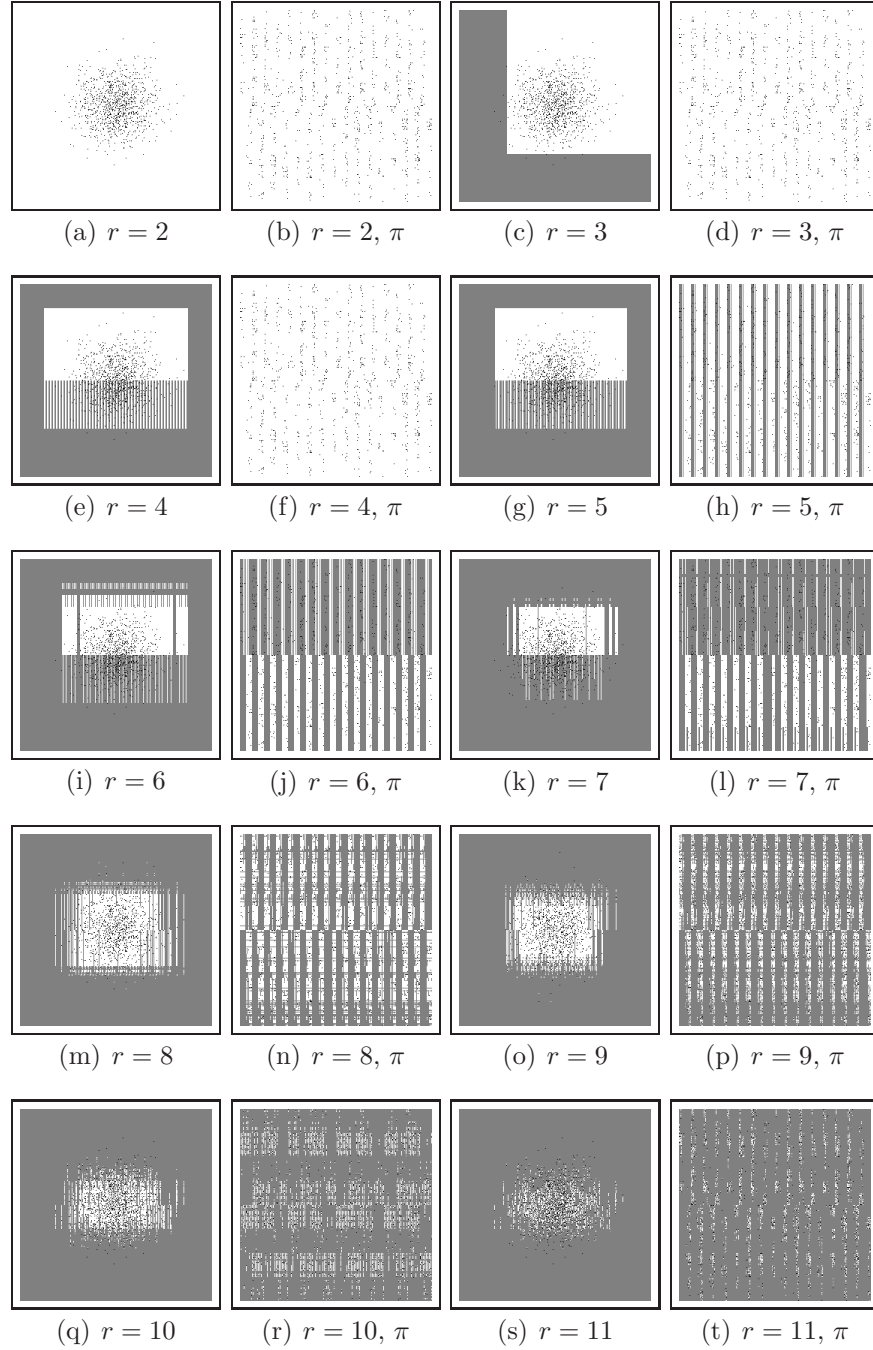 (a) r = 2 (b) r = 2, π (c) r = 3 (d) r = 3, π
(e) r = 4 (f) r = 4, π (g) r = 5 (h) r = 5, π
(i) r = 6 (j) r = 6, π (k) r = 7 (l) r = 7, π
(m) r = 8 (n) r = 8, π (o) r = 9 (p) r = 9, π
(q) r = 10 (r) r = 10, π (s) r = 11 (t) r = 11, π